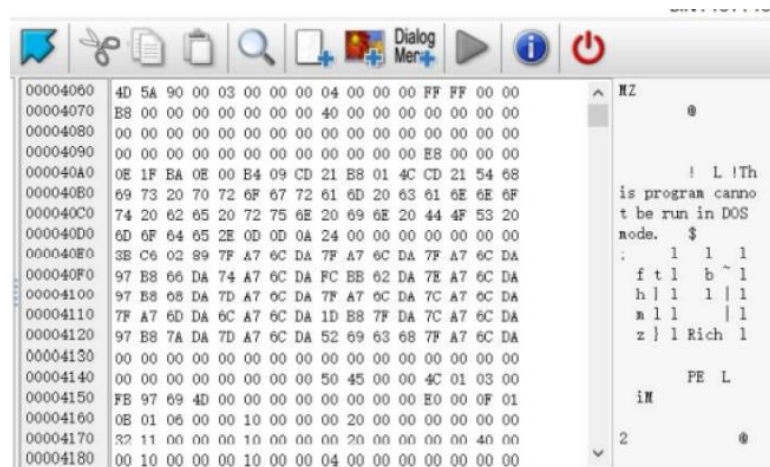 Dialog
Men
00004060 4D 5A 90 00 03 00 00 00 04 00 00 00 FF FF 00 00 MZ
00004070 B8 00 00 00 00 00 00 00 40 00 00 00 00 00 00 00 @
00004080 00 00 00 00 00 00 00 00 00 00 00 00 00 00 00 00
00004090 00 00 00 00 00 00 00 00 00 00 00 00 E8 00 00 00
000040A0 0E 1F BA 0E 00 B4 09 CD 21 B8 01 4C CD 21 54 68 ! L !Th
000040B0 69 73 20 70 72 6F 67 72 61 6D 20 63 61 6E 6E 6F is program canno
000040C0 74 20 62 65 20 72 75 6E 20 69 6E 20 44 4F 53 20 t be run in DOS
000040D0 6D 6F 64 65 2E 0D 0D 0A 24 00 00 00 00 00 00 00 mode. $
000040E0 3B C6 02 89 7F A7 6C DA 7F A7 6C DA 7F A7 6C DA ; l l l
000040F0 97 B8 66 DA 74 A7 6C DA FC BB 62 DA 7E A7 6C DA f t l b ~ l
00004100 97 B8 68 DA 7D A7 6C DA 7F A7 6C DA 7C A7 6C DA h } l l | l
00004110 7F A7 6D DA 6C A7 6C DA 1D B8 7F DA 7C A7 6C DA m l l | l
00004120 97 B8 7A DA 7D A7 6C DA 52 69 63 68 7F A7 6C DA z } l Rich l
00004130 00 00 00 00 00 00 00 00 00 00 00 00 00 00 00 00
00004140 00 00 00 00 00 00 00 00 50 45 00 00 4C 01 03 00 PE L
00004150 FB 97 69 4D 00 00 00 00 00 00 00 00 E0 00 0F 01 iM
00004160 0B 01 06 00 00 10 00 00 00 20 00 00 00 00 00 00
00004170 32 11 00 00 00 10 00 00 00 20 00 00 00 00 40 00 2 @
00004180 00 10 00 00 00 10 00 00 04 00 00 00 00 00 00 00